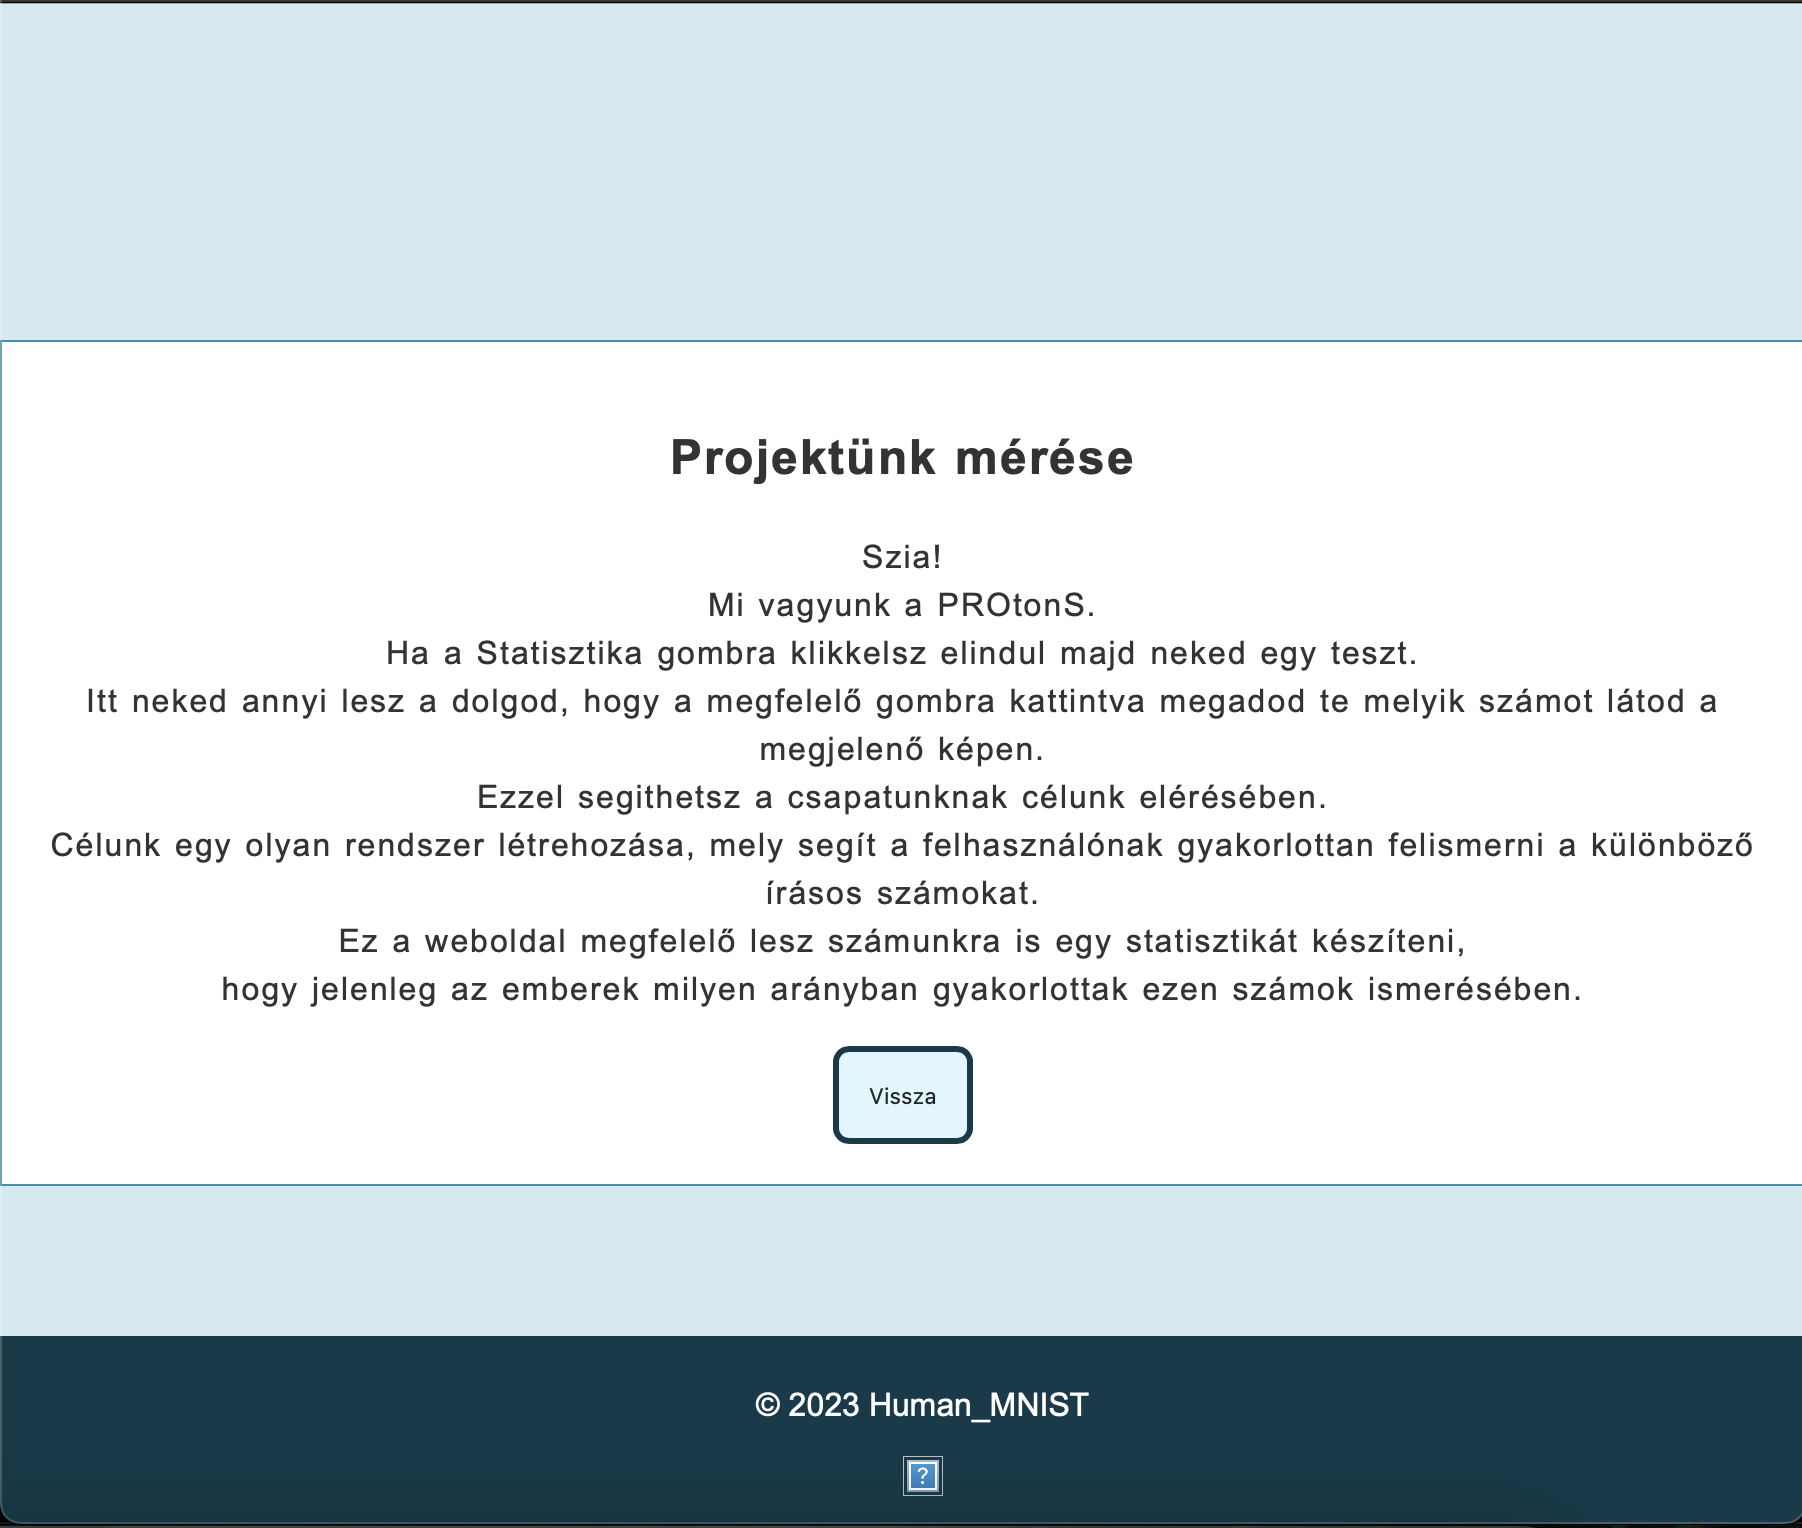 Projektünk mérése
Szia!
Mi vagyunk a PROtonS.
Ha a Statisztika gombra klikkelsz elindul majd neked egy teszt.
Itt neked annyi lesz a dolgod, hogy a megfelelő gombra kattintva megadod te melyik számot látod a
megjelenő képen.
Ezzel segithetsz a csapatunknak célunk elérésében.
Célunk egy olyan rendszer létrehozása, mely segít a felhasználónak gyakorlottan felismerni a különböző
írásos számokat.
Ez a weboldal megfelelő lesz számunkra is egy statisztikát készíteni,
hogy jelenleg az emberek milyen arányban gyakorlottak ezen számok ismerésében.
Vissza
© 2023 Human_MNIST
?